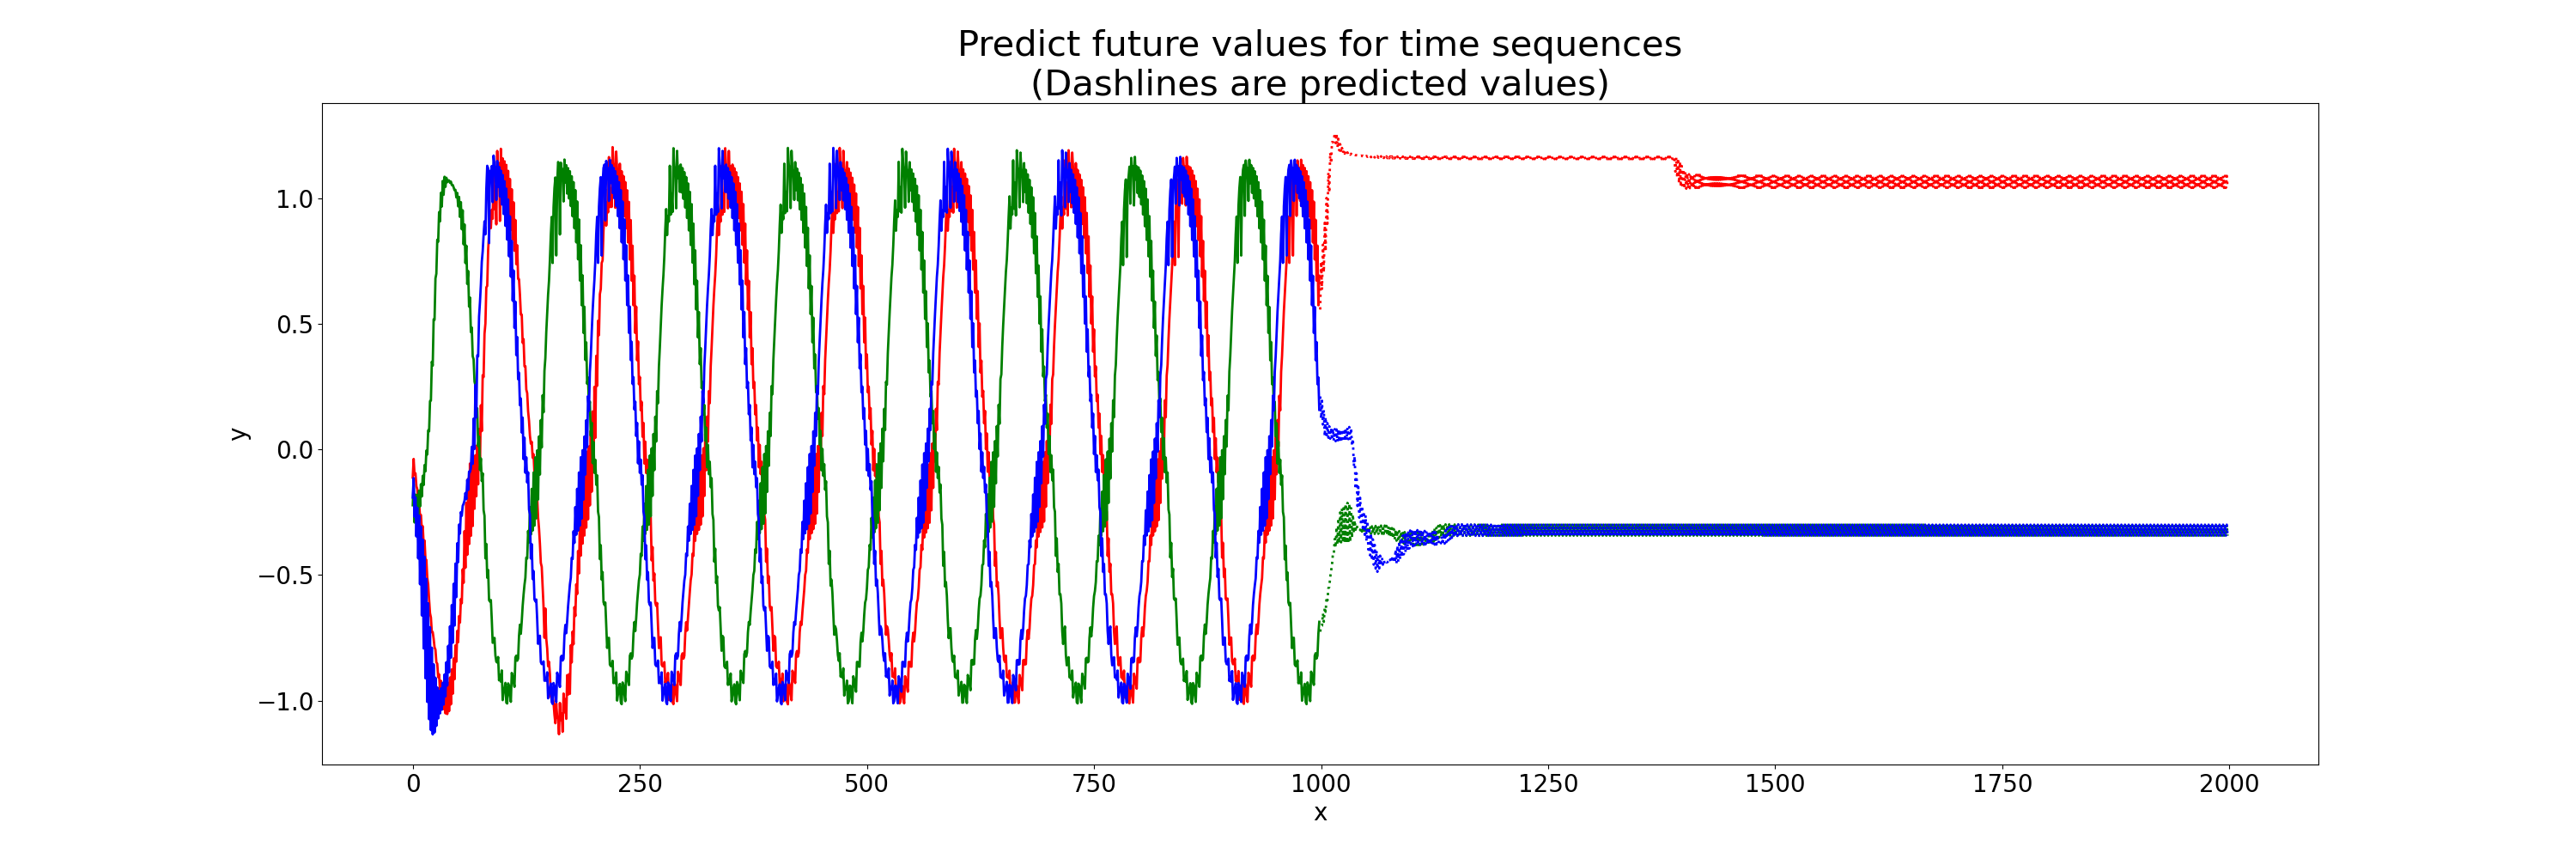 Predict future values for time sequences
(Dashlines are predicted values)
y
1.0
0.5
0.0
−0.5
−1.0
0 250 500 750 1000 1250 1500 1750 2000
x